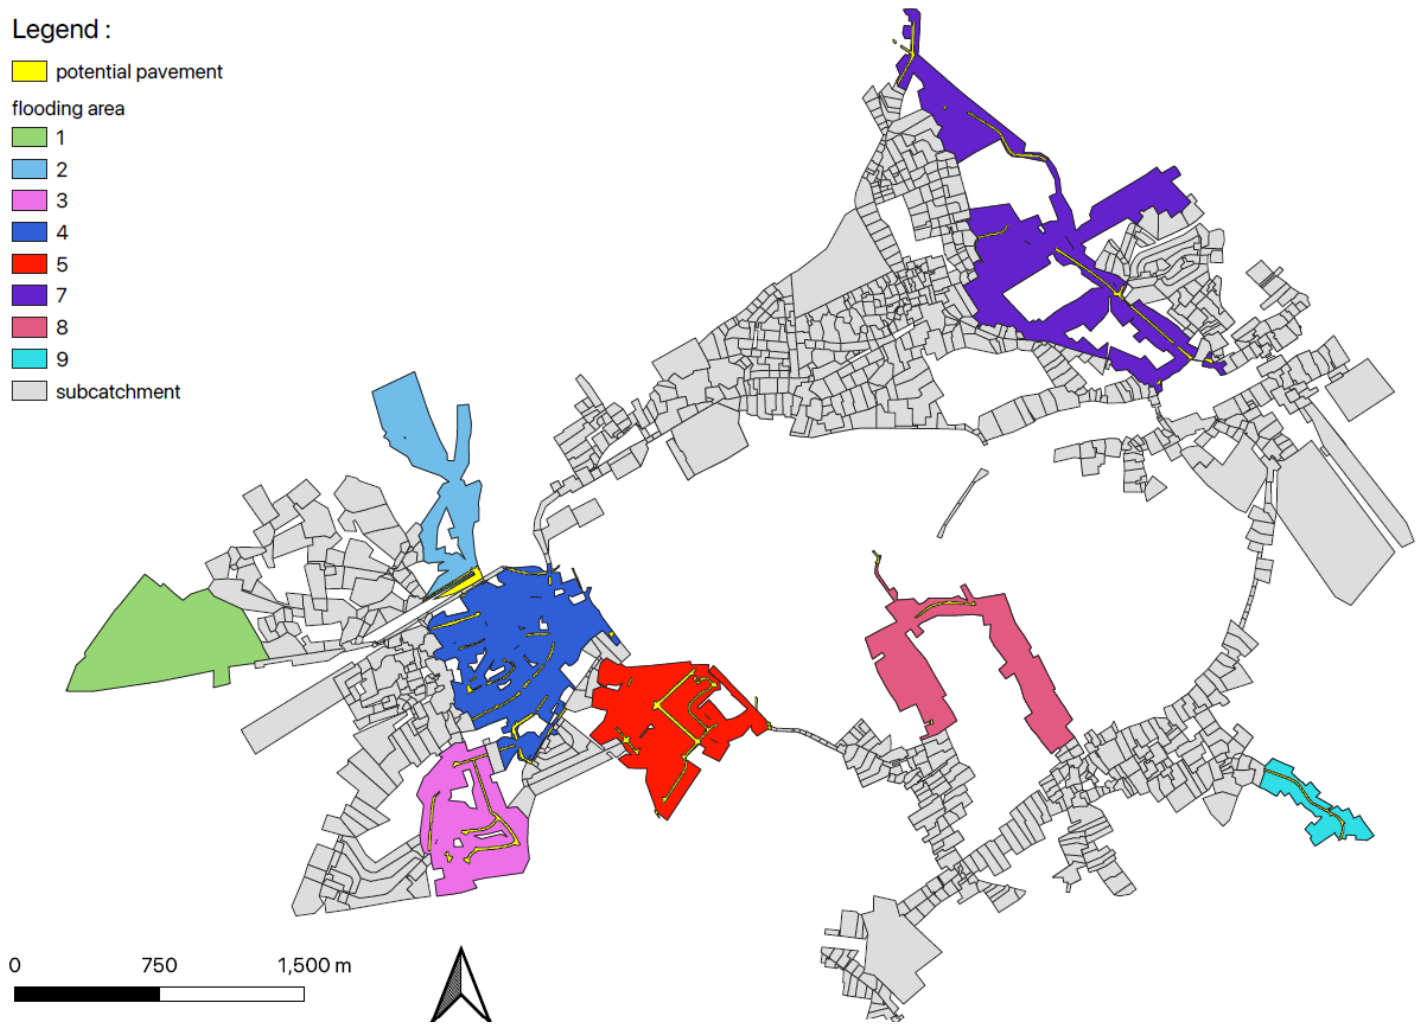 Legend :
potential pavement
flooding area
1
2
3
4
5
7
8
9
subcatchment
0 750 1,500 m